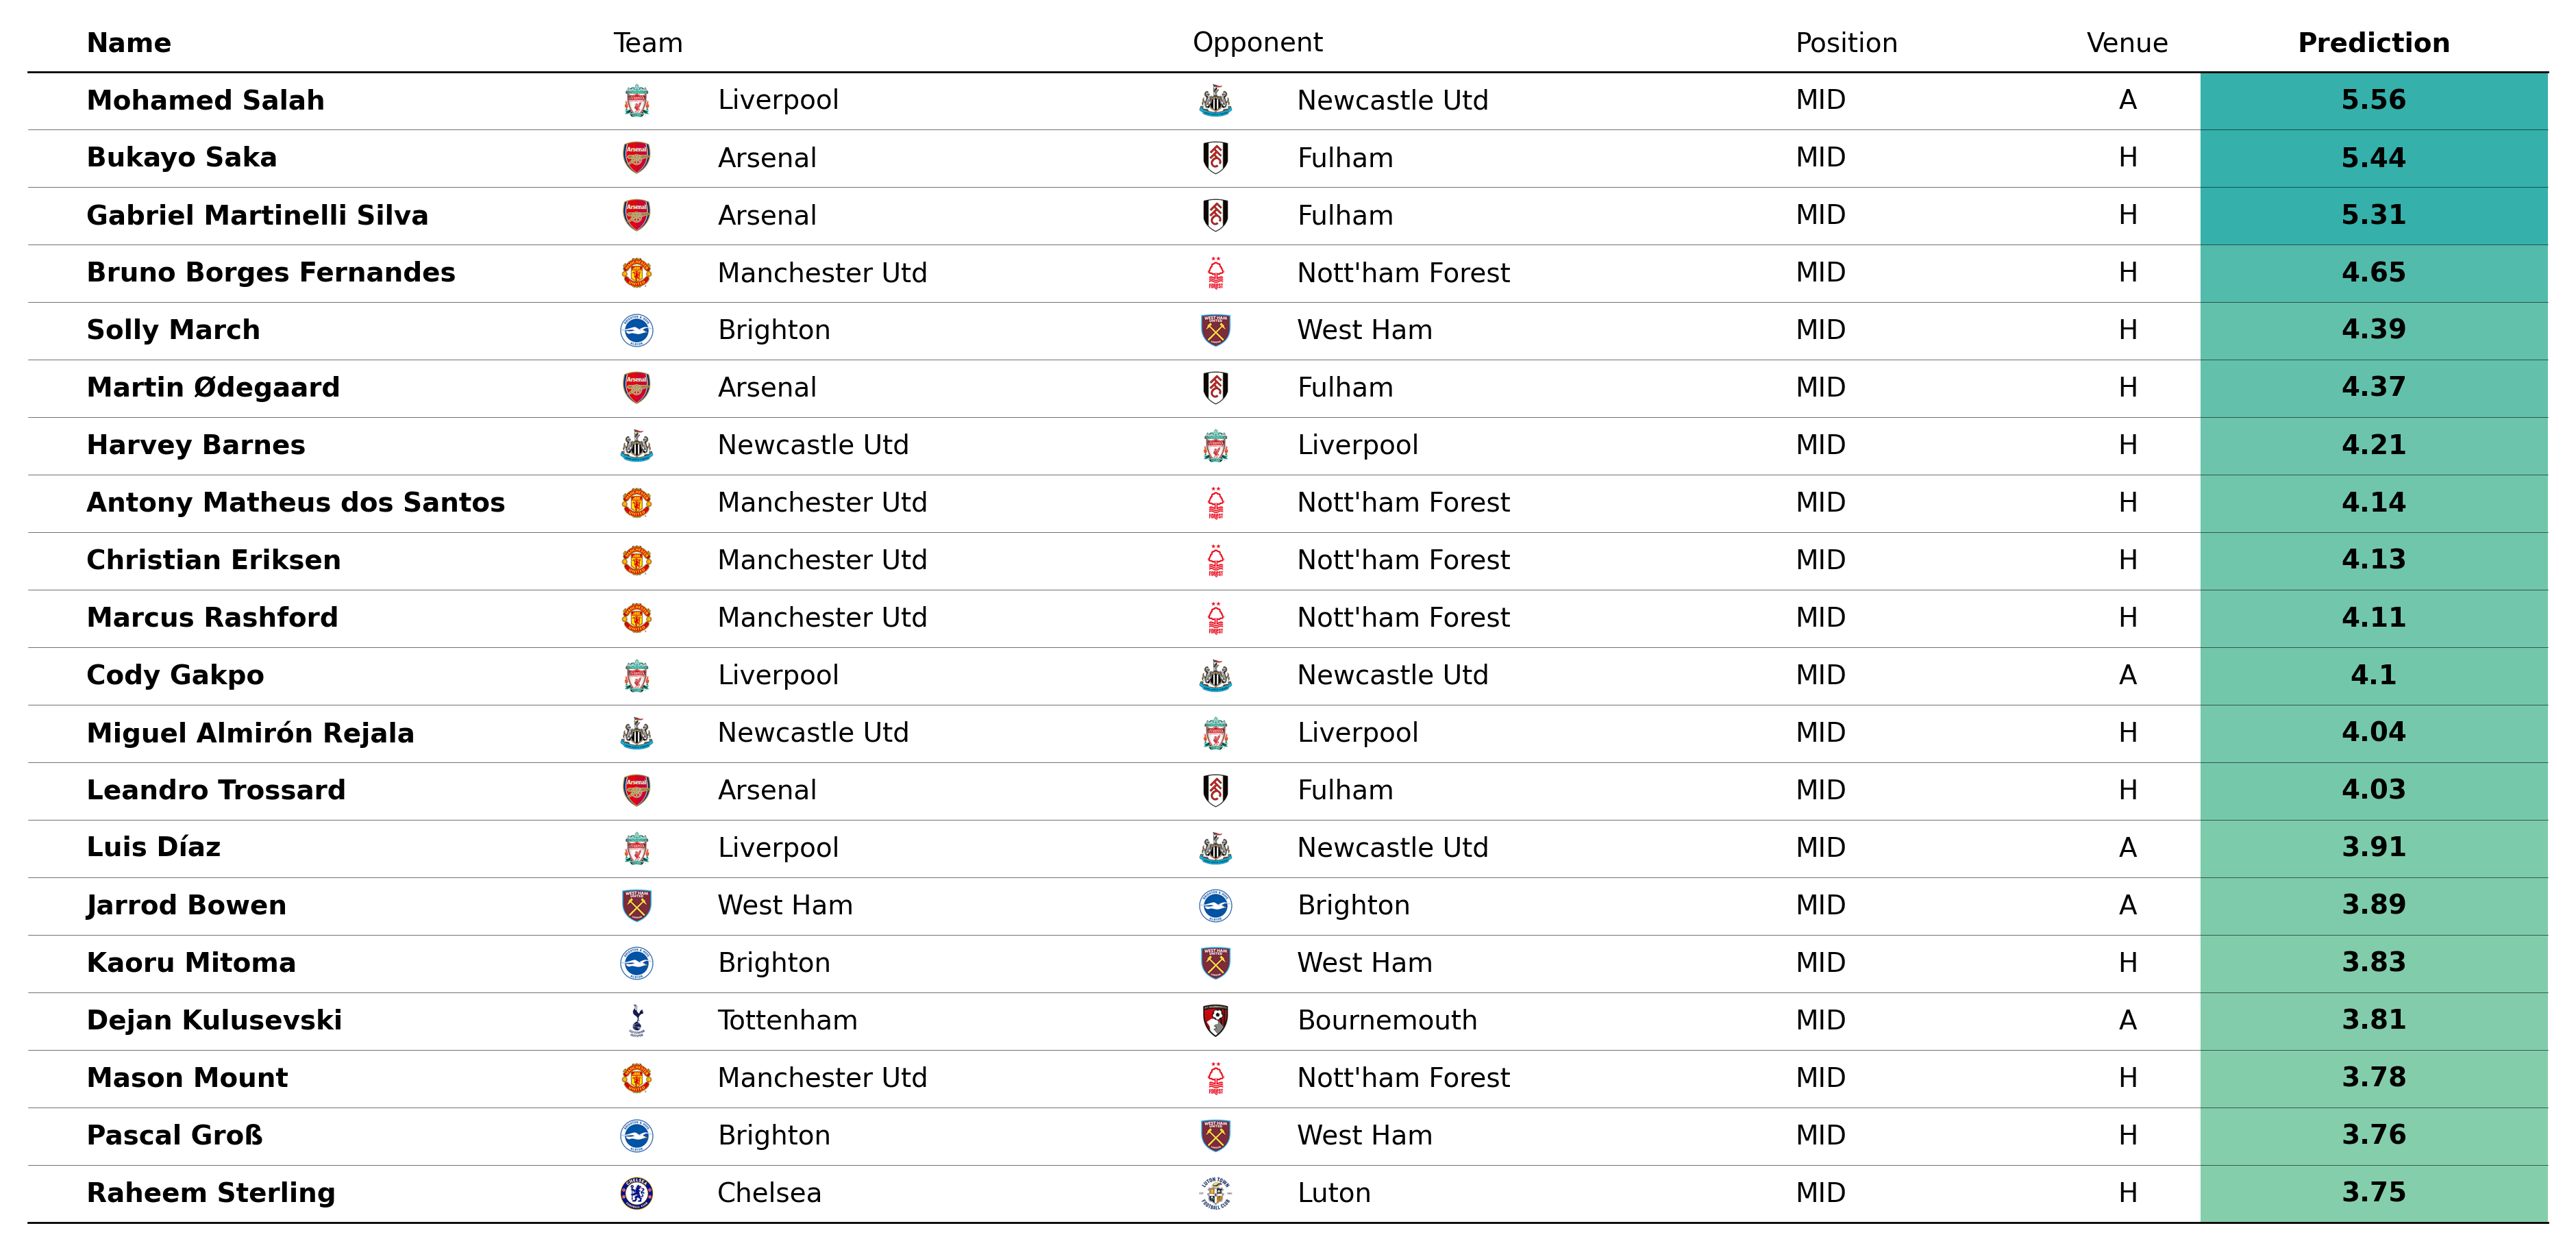 Name Team Opponent Position Venue Prediction
Mohamed Salah Liverpool Newcastle Utd MID A 5.56
Bukayo Saka Arsenal Fulham MID H 5.44
Gabriel Martinelli Silva Arsenal Fulham MID H 5.31
Bruno Borges Fernandes Manchester Utd Nott'ham Forest MID H 4.65
Solly March Brighton West Ham MID H 4.39
Martin Ødegaard Arsenal Fulham MID H 4.37
Harvey Barnes Newcastle Utd Liverpool MID H 4.21
Antony Matheus dos Santos Manchester Utd Nott'ham Forest MID H 4.14
Christian Eriksen Manchester Utd Nott'ham Forest MID H 4.13
Marcus Rashford Manchester Utd Nott'ham Forest MID H 4.11
Cody Gakpo Liverpool Newcastle Utd MID A 4.1
Miguel Almirón Rejala Newcastle Utd Liverpool MID H 4.04
Leandro Trossard Arsenal Fulham MID H 4.03
Luis Díaz Liverpool Newcastle Utd MID A 3.91
Jarrod Bowen West Ham Brighton MID A 3.89
Kaoru Mitoma Brighton West Ham MID H 3.83
Dejan Kulusevski Tottenham Bournemouth MID A 3.81
Mason Mount Manchester Utd Nott'ham Forest MID H 3.78
Pascal Groß Brighton West Ham MID H 3.76
Raheem Sterling Chelsea Luton MID H 3.75